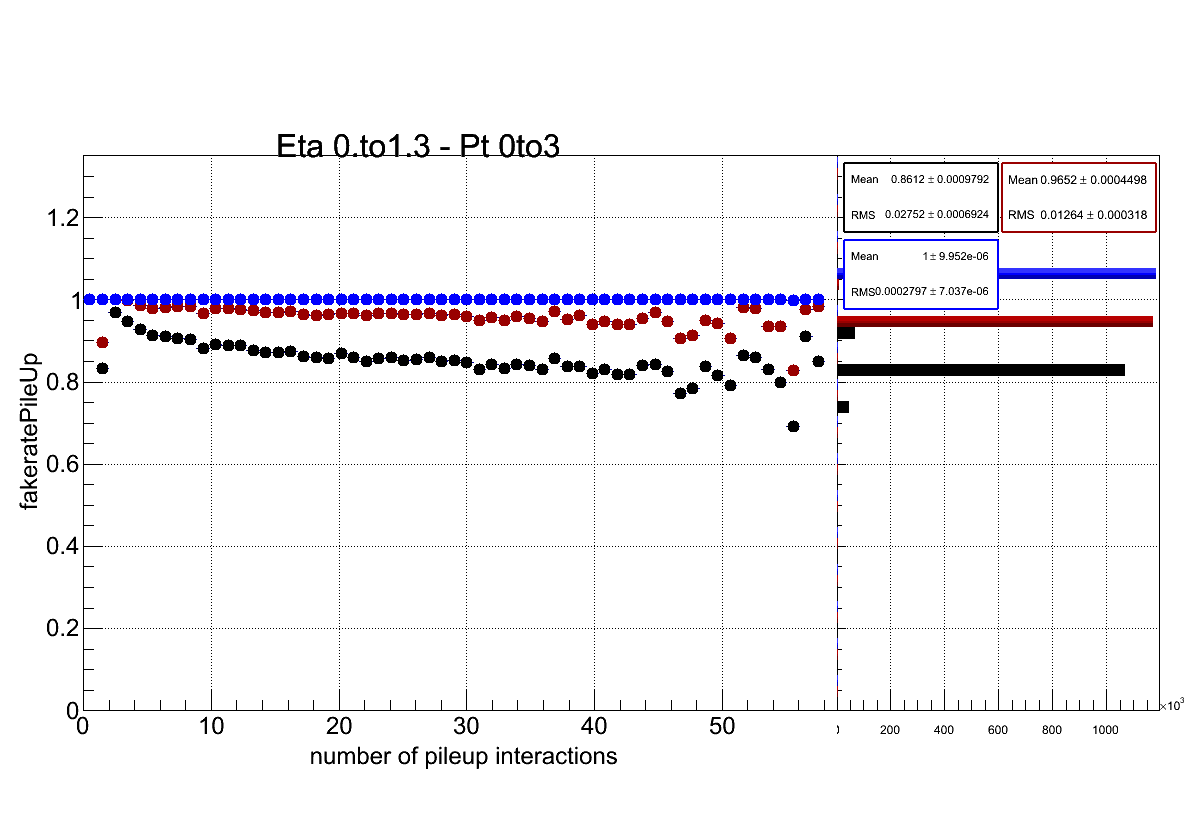 Eta 0.to1.3 - Pt 0to3
Mean 0.8612 ± 0.0009792
RMS 0.02752 ± 0.0006924
Mean 0.9652 ± 0.0004498
RMS 0.01264 ± 0.000318
Mean 1 ± 9.952e-06
RMS 0.0002797 ± 7.037e-06
fakeratePileUp
1.2
1
0.8
0.6
0.4
0.2
0
0 10 20 30 40 50
number of pileup interactions
200 400 600 800 1000
×10³